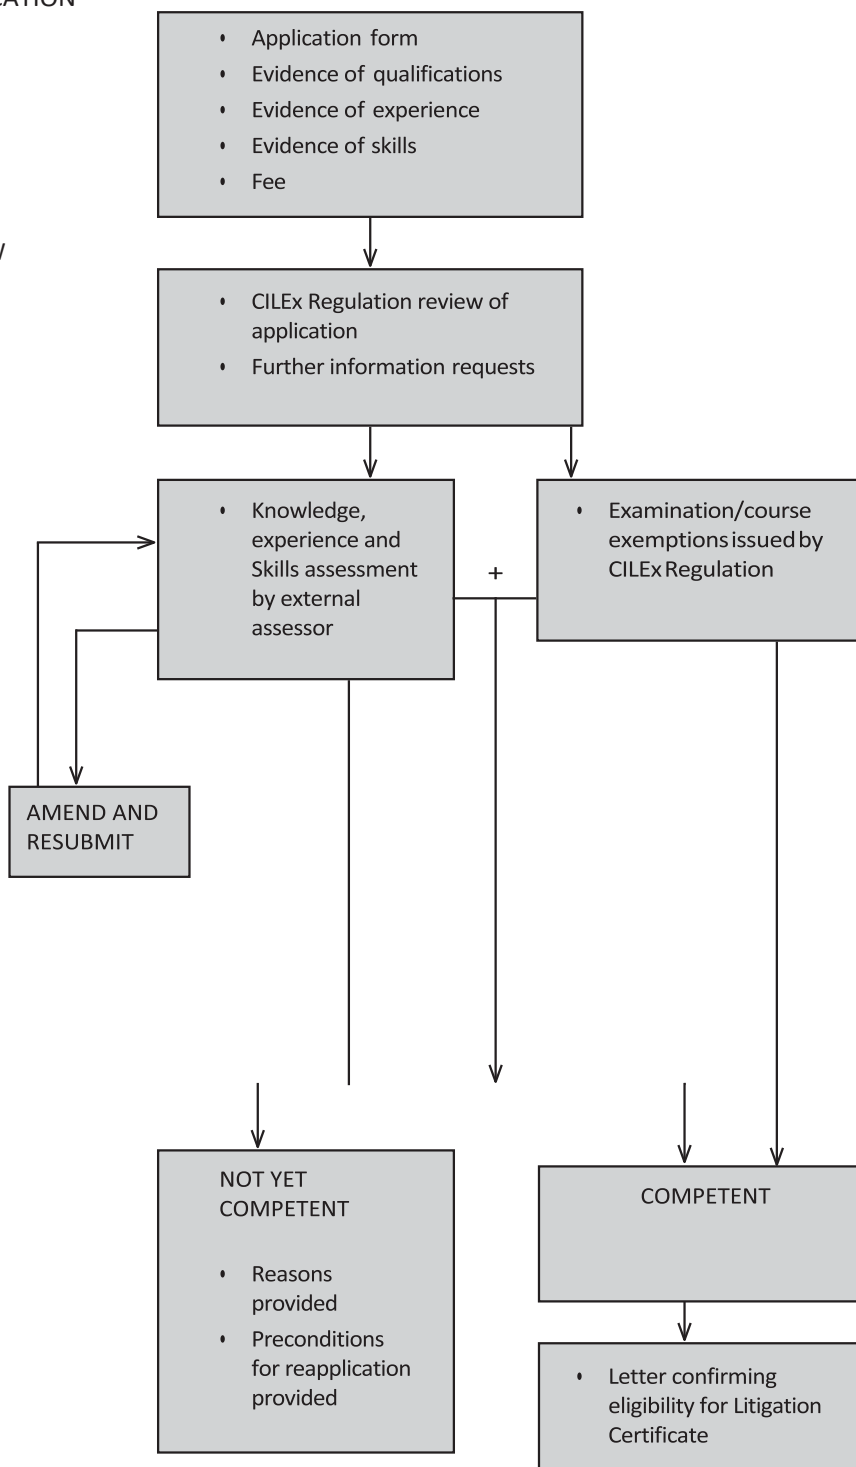 • Application form
• Evidence of qualifications
• Evidence of experience
• Evidence of skills
• Fee
• CILEx Regulation review of
application
• Further information requests
• Knowledge,
experience and
Skills assessment
by external
assessor
+
• Examination/course
exemptions issued by
CILEx Regulation
AMEND AND
RESUBMIT
NOT YET
COMPETENT
• Reasons
provided
• Preconditions
for reapplication
provided
COMPETENT
• Letter confirming
eligibility for Litigation
Certificate